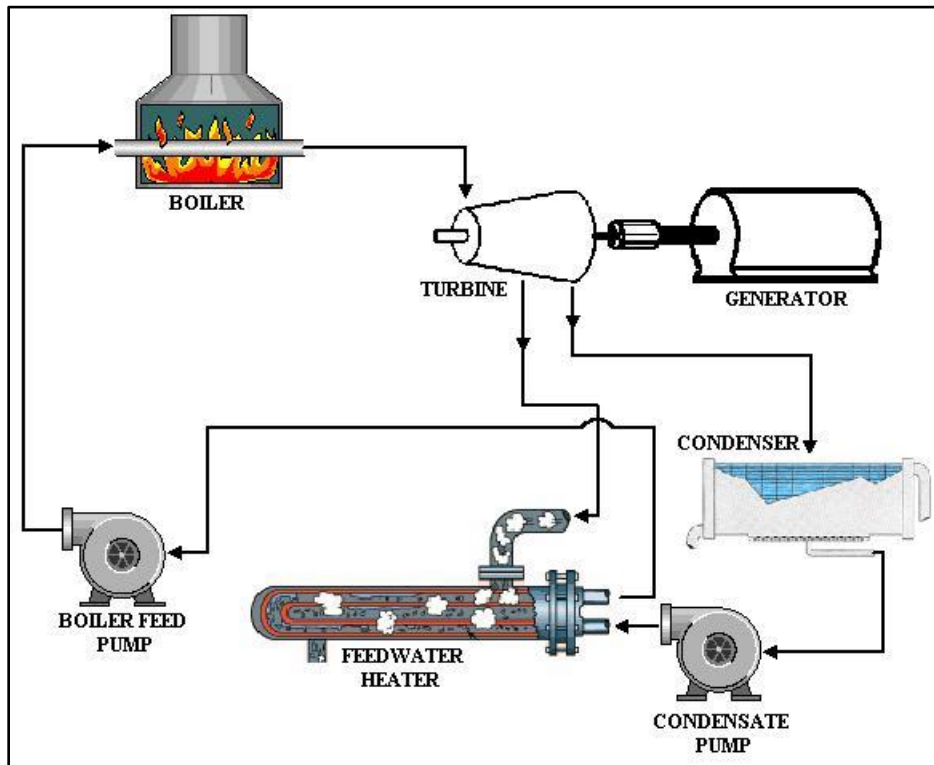 BOILER
TURBINE
GENERATOR
CONDENSER
BOILER FEED
PUMP
FEEDWATER
HEATER
CONDENSATE
PUMP